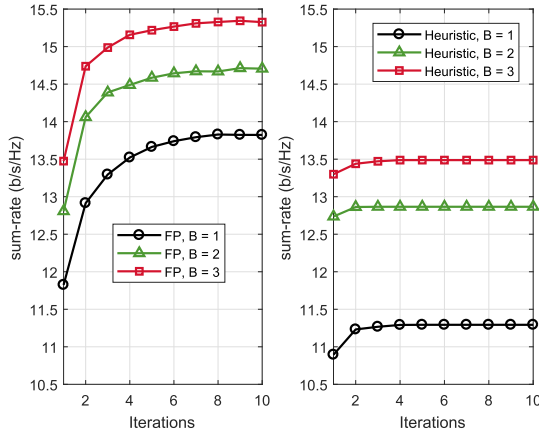 15.5
15
14.5
14
13.5
13
12.5
12
11.5
11
10.5
sum-rate (b/s/Hz)
FP, B = 1
FP, B = 2
FP, B = 3
2 4 6 8 10
Iterations
15.5
15
14.5
14
13.5
13
12.5
12
11.5
11
10.5
sum-rate (b/s/Hz)
Heuristic, B = 1
Heuristic, B = 2
Heuristic, B = 3
2 4 6 8 10
Iterations